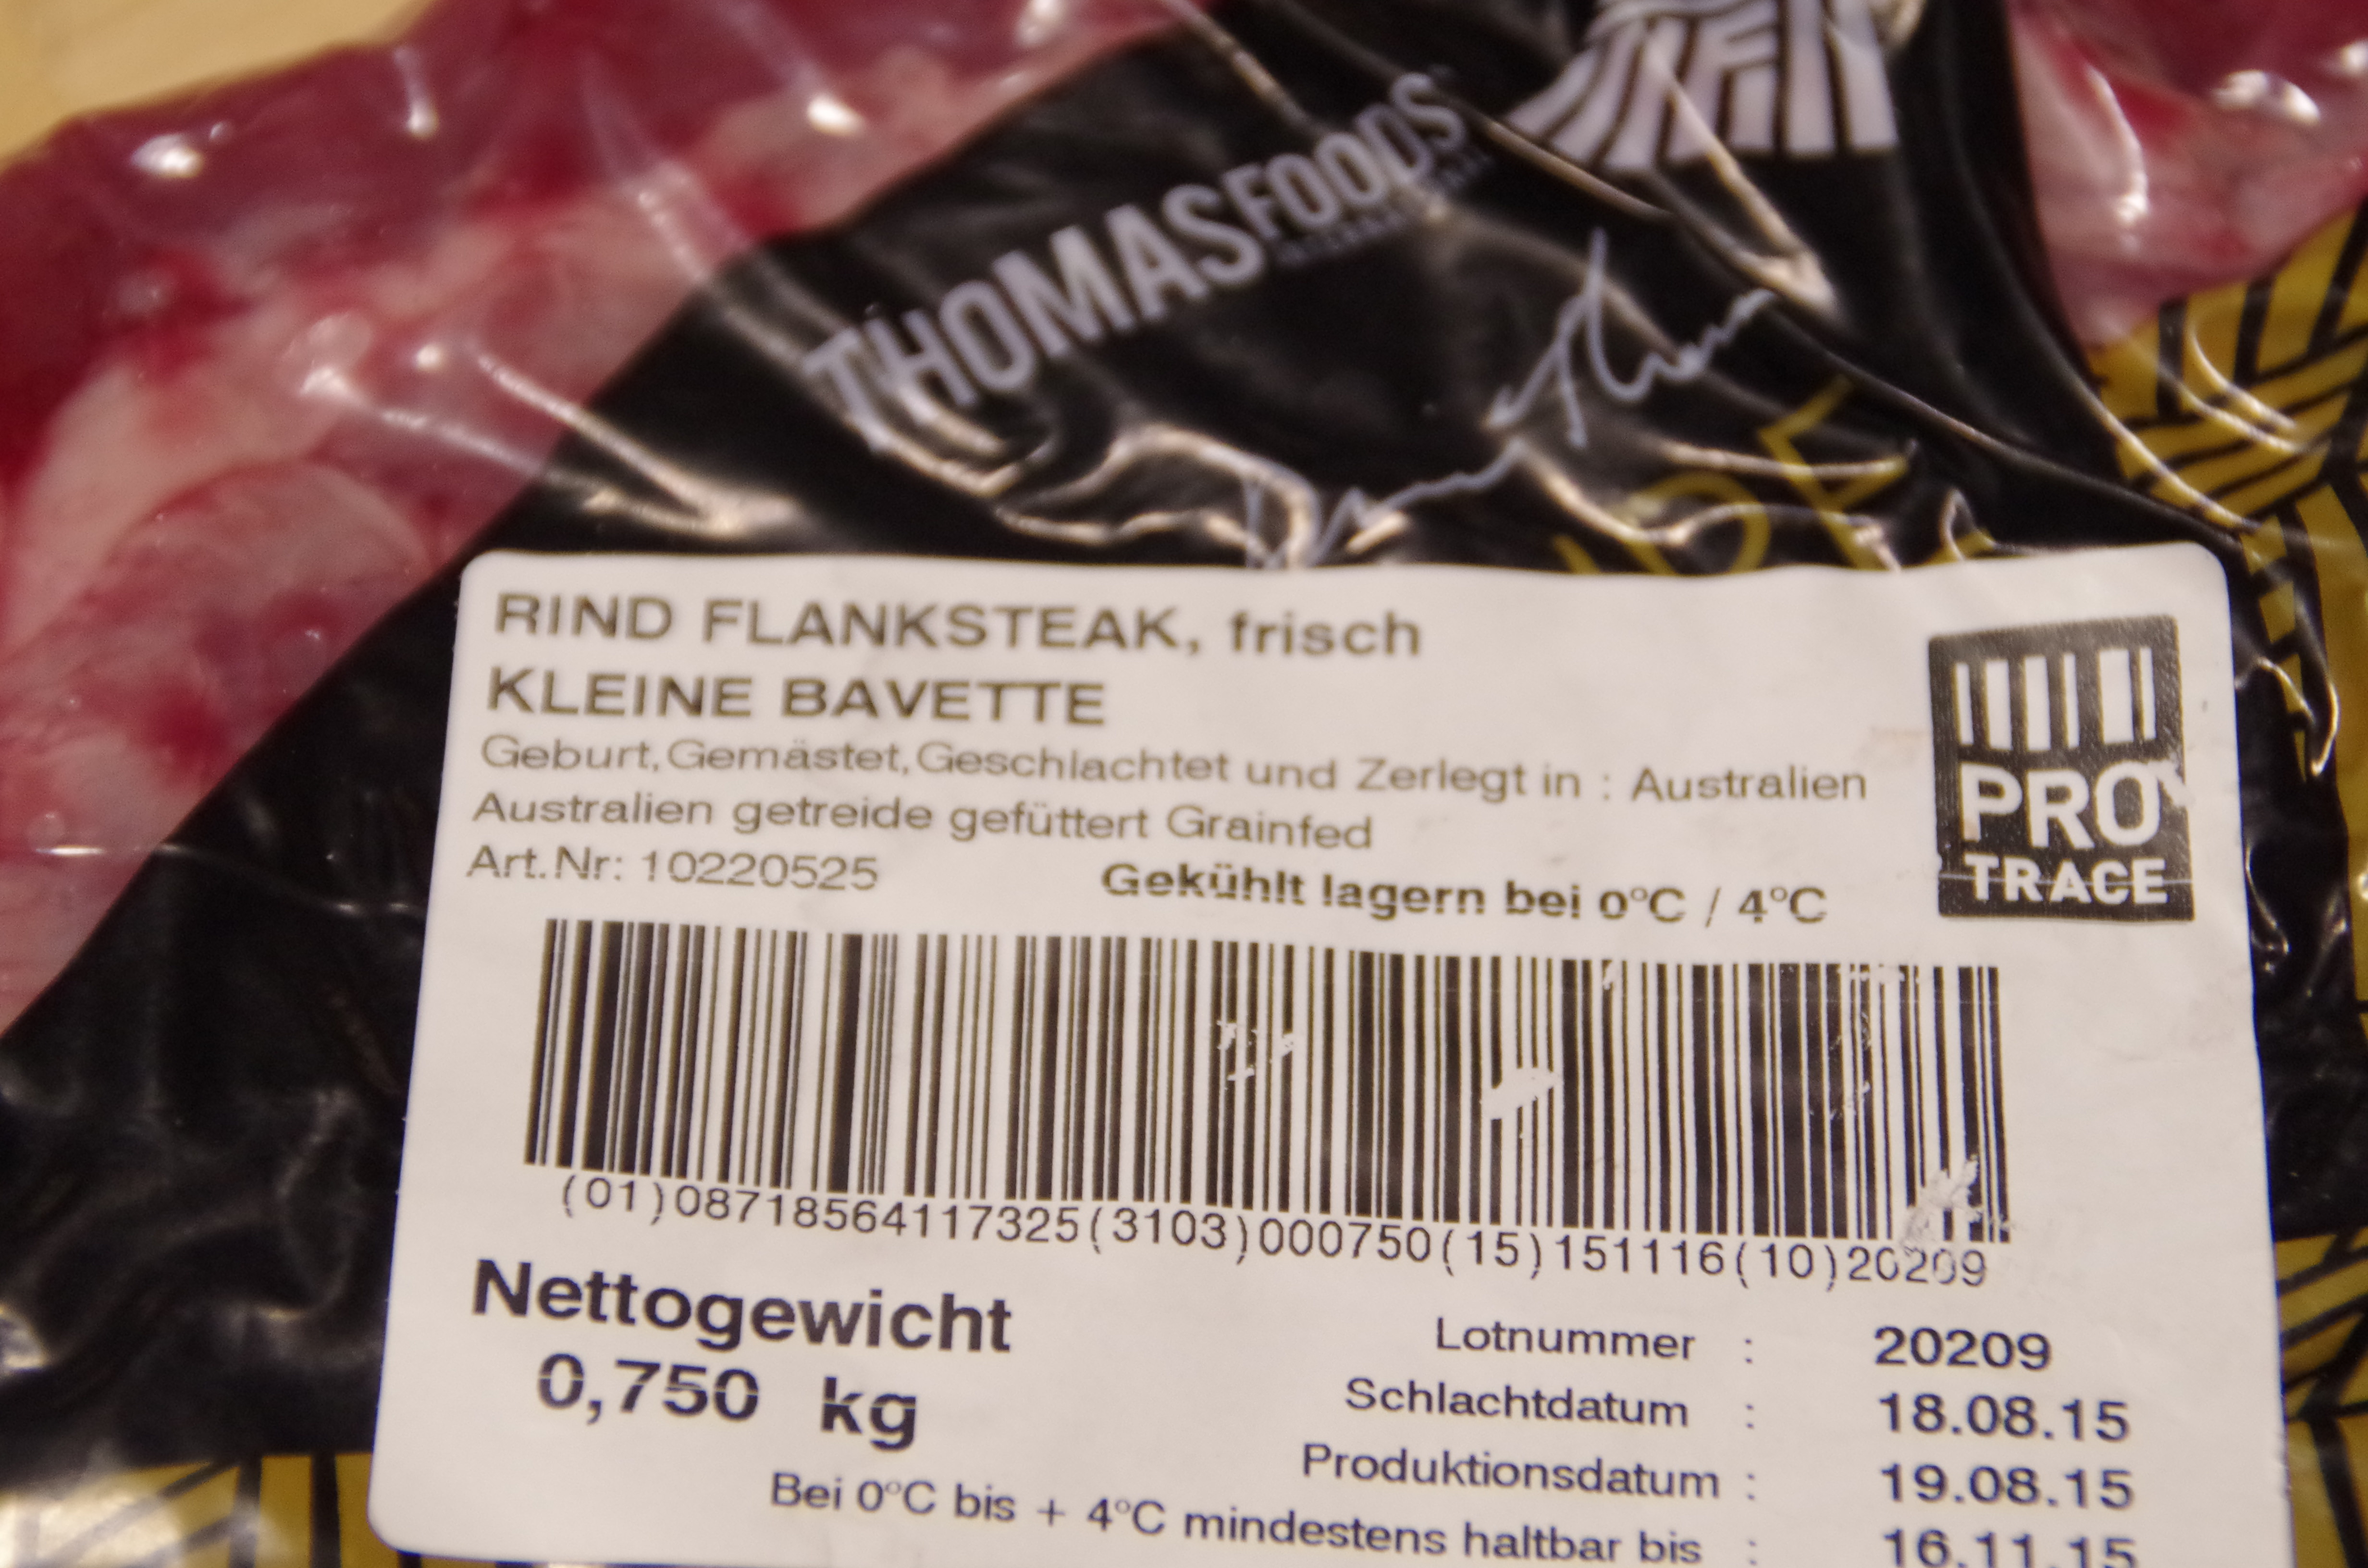 THOMAS FOODS
INTERNATIONAL
RIND FLANKSTEAK, frisch
KLEINE BAVETTE
Geburt,Gemästet,Geschlachtet und Zerlegt in : Australien
Australien getreide gefüttert Grainfed
Art.Nr: 10220525 Gekühlt lagern bei 0°C / 4°C
PRO
TRACE
(01)08718564117325(3103)000750(15)151116(10)20209
Nettogewicht
0,750 kg
Lotnummer : 20209
Schlachtdatum : 18.08.15
Produktionsdatum : 19.08.15
Bei 0°C bis + 4°C mindestens haltbar bis : 16.11.15